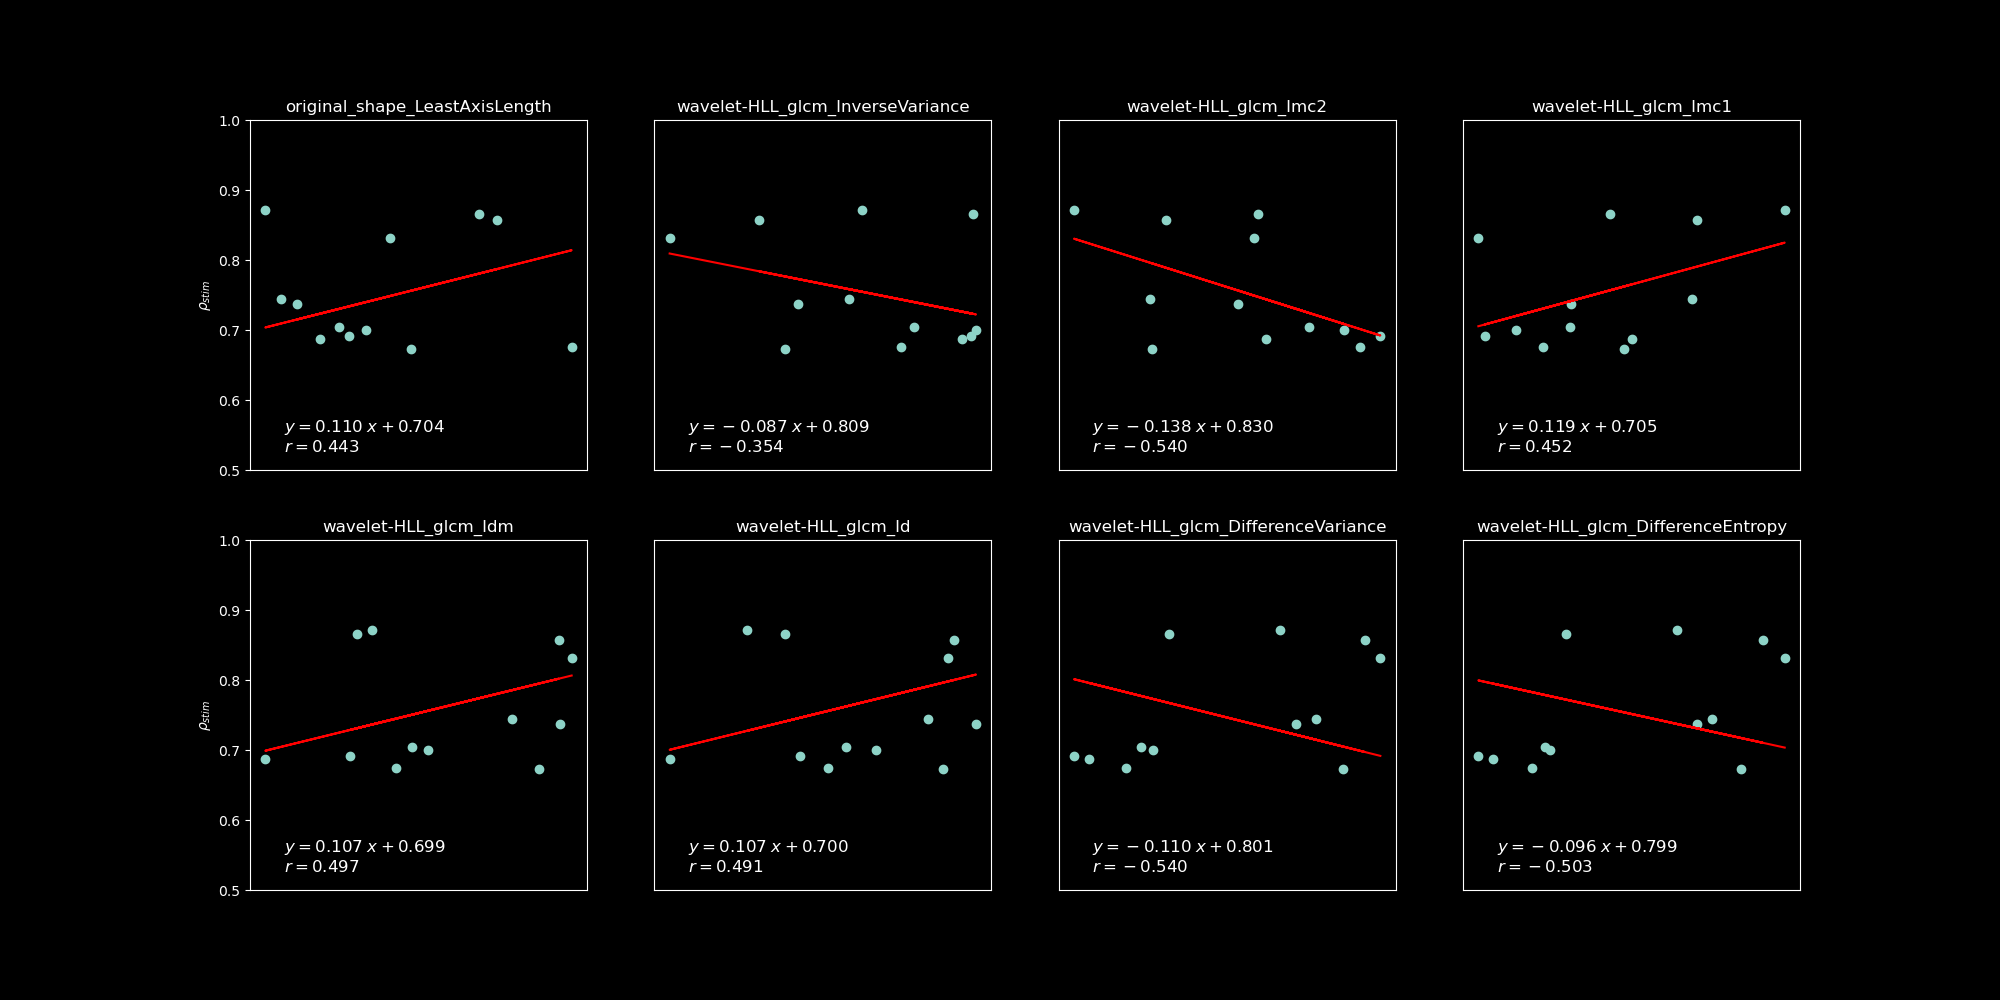 original_shape_LeastAxisLength
wavelet-HLL_glcm_InverseVariance
wavelet-HLL_glcm_Imc2
wavelet-HLL_glcm_Imc1
1.0
0.9
0.8
0.7
0.6
0.5
ρstim
y = 0.110 x + 0.704
r = 0.443
y = −0.087 x + 0.809
r = −0.354
y = −0.138 x + 0.830
r = −0.540
y = 0.119 x + 0.705
r = 0.452
wavelet-HLL_glcm_Idm
wavelet-HLL_glcm_Id
wavelet-HLL_glcm_DifferenceVariance
wavelet-HLL_glcm_DifferenceEntropy
1.0
0.9
0.8
0.7
0.6
0.5
ρstim
y = 0.107 x + 0.699
r = 0.497
y = 0.107 x + 0.700
r = 0.491
y = −0.110 x + 0.801
r = −0.540
y = −0.096 x + 0.799
r = −0.503